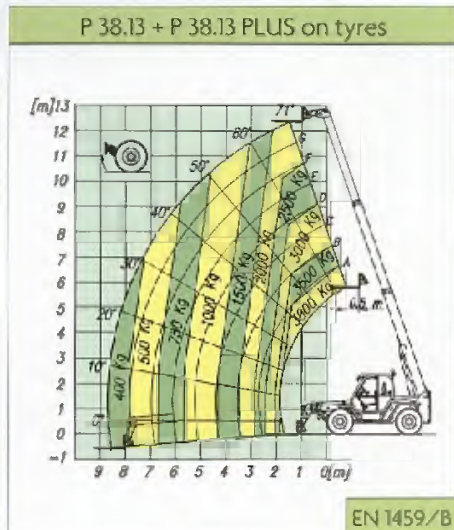 P 38.13 + P 38.13 PLUS on tyres
[m]13
12
11
10
9
8
7
6
5
4
3
2
1
0
-1
71°
60°
50°
40°
30°
20°
10°
0°
G
F
E
D
C
B
A
400 Kg
500 Kg
750 Kg
1000 Kg
1500 Kg
2000 Kg
2500 Kg
3000 Kg
3500 Kg
3800 Kg
0,5 m.
9 8 7 6 5 4 3 2 1 0[m]
EN 1459/B